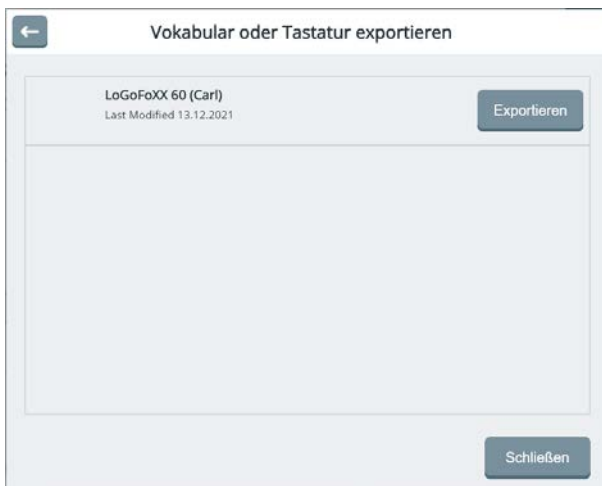 Vokabular oder Tastatur exportieren
LoGoFoXX 60 (Carl)
Last Modified 13.12.2021
Exportieren
Schließen